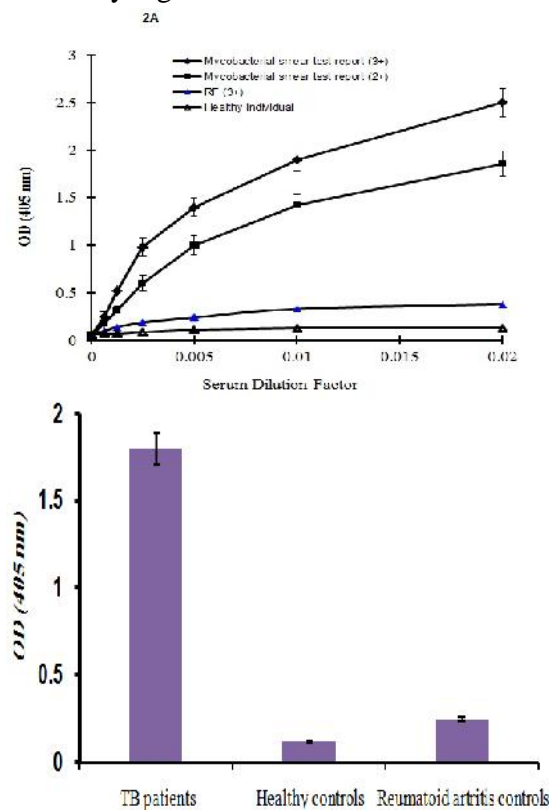 2A
Mycobacterial smear test report (3+)
Mycobacterial smear test report (2+)
RF (3+)
Healthy individual
3
2.5
2
1.5
1
0.5
0
OD (405 nm)
0 0.005 0.01 0.015 0.02
Serum Dilution Factor
2
1.5
1
0.5
0
OD (405 nm)
TB patients Healthy controls Reumatoid artritis controls